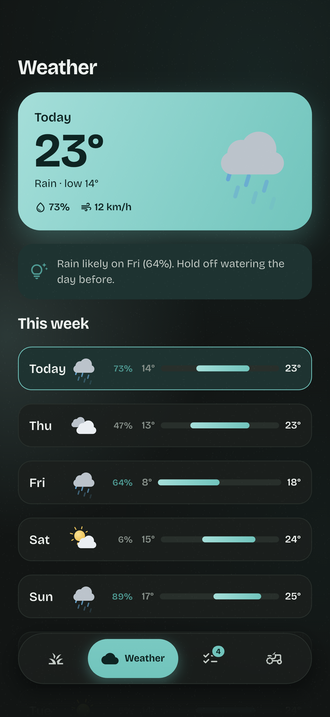 Weather
Today
23°
Rain · low 14°
73% 12 km/h
Rain likely on Fri (64%). Hold off watering the
day before.
This week
Today 73% 14° 23°
Thu 47% 13° 23°
Fri 64% 8° 18°
Sat 6% 15° 24°
Sun 89% 17° 25°
Weather 4